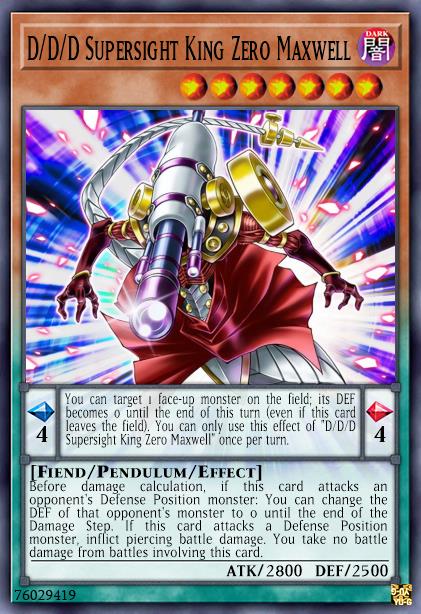 D/D/D Supersight King Zero Maxwell
DARK
闇
You can target 1 face-up monster on the field; its DEF
becomes 0 until the end of this turn (even if this card
leaves the field). You can only use this effect of "D/D/D
Supersight King Zero Maxwell" once per turn.
4
4
[Fiend/Pendulum/Effect]
Before damage calculation, if this card attacks an
opponent's Defense Position monster: You can change the
DEF of that opponent's monster to 0 until the end of the
Damage Step. If this card attacks a Defense Position
monster, inflict piercing battle damage. You take no battle
damage from battles involving this card.
ATK/2800 DEF/2500
76029419